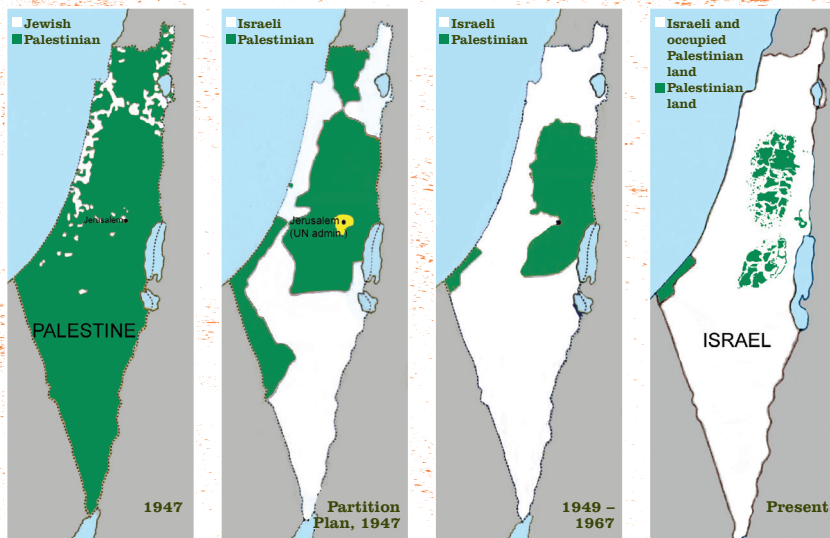 Jewish
Palestinian
Jerusalem
PALESTINE
1947
Israeli
Palestinian
Jerusalem
(UN admin.)
Partition
Plan, 1947
Israeli
Palestinian
1949 –
1967
Israeli and
occupied
Palestinian
land
Palestinian
land
ISRAEL
Present